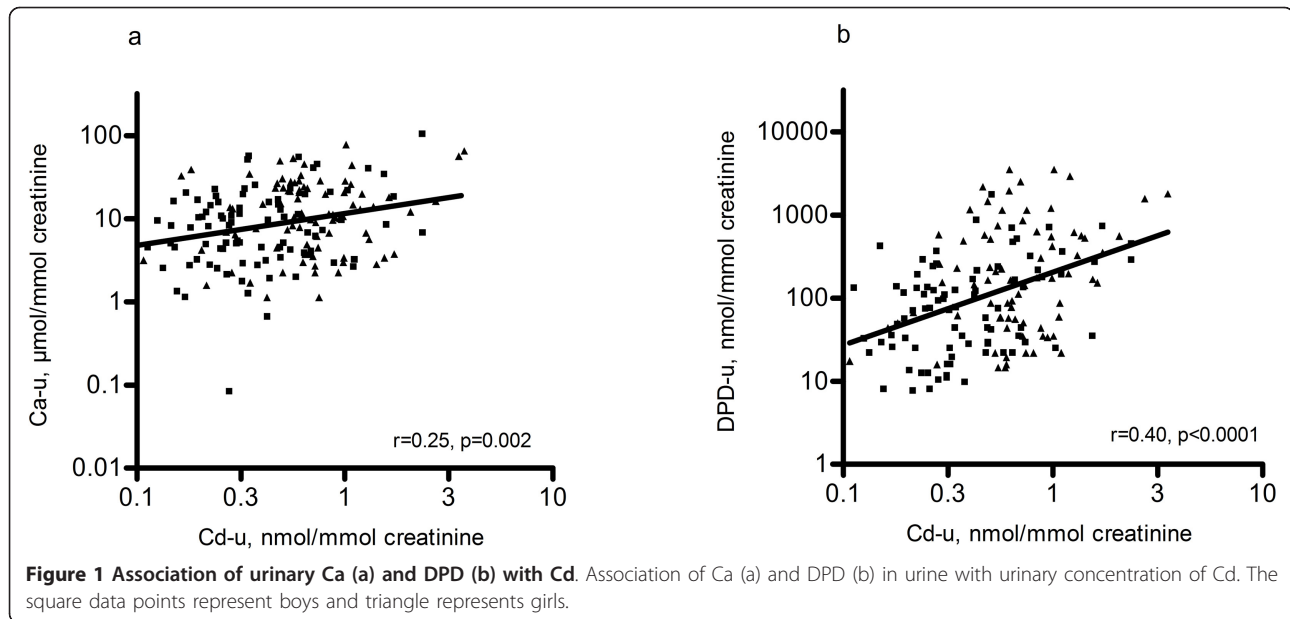 a
100
10
1
0.1
0.01
Ca-u, µmol/mmol creatinine
r=0.25, p=0.002
0.1 0.3 1 3 10
Cd-u, nmol/mmol creatinine
b
10000
1000
100
10
1
DPD-u, nmol/mmol creatinine
r=0.40, p<0.0001
0.1 0.3 1 3 10
Cd-u, nmol/mmol creatinine
Figure 1 Association of urinary Ca (a) and DPD (b) with Cd. Association of Ca (a) and DPD (b) in urine with urinary concentration of Cd. The
square data points represent boys and triangle represents girls.